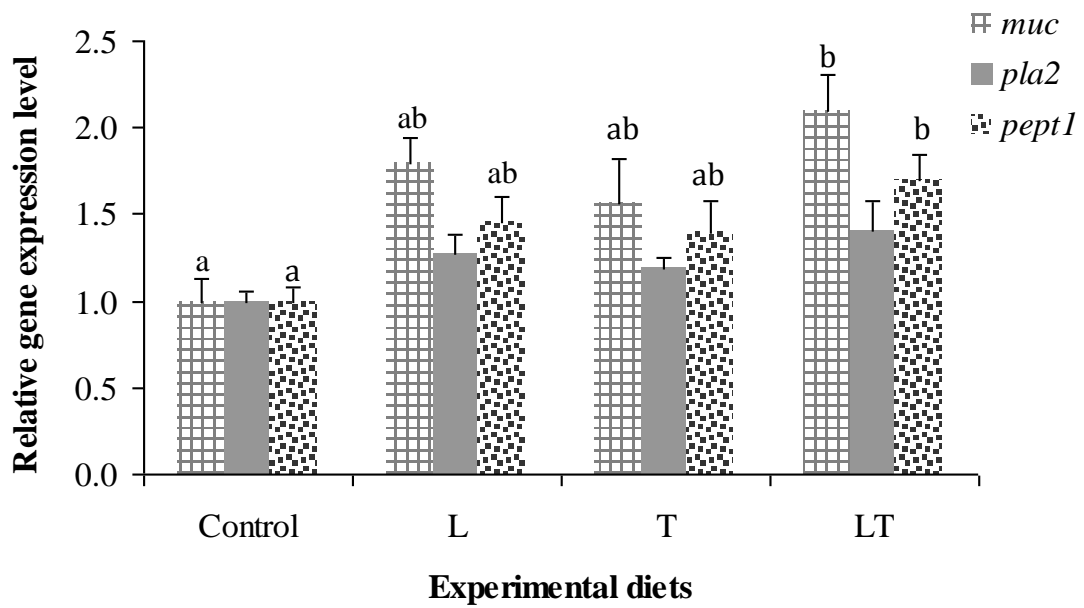 muc
pla2
pept1
Relative gene expression level
2.5
2.0
1.5
1.0
0.5
0.0
a a
ab ab
ab ab
b b
Control L T LT
Experimental diets